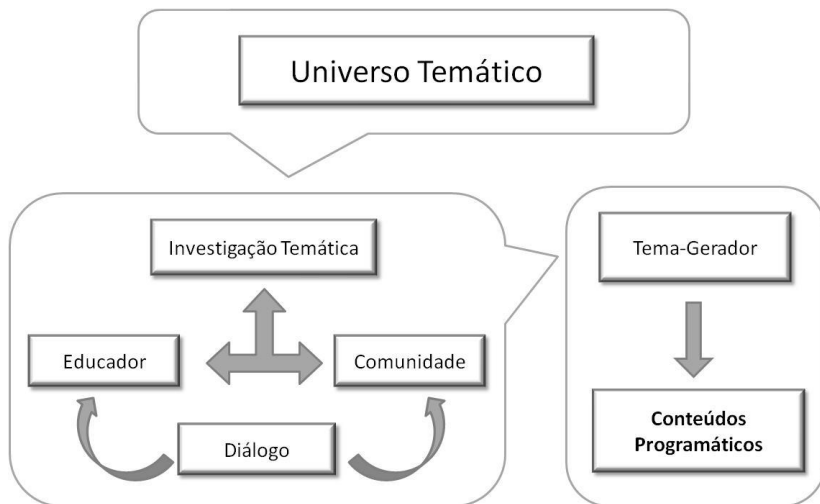 Universo Temático
Investigação Temática
Educador
Comunidade
Diálogo
Tema-Gerador
Conteúdos
Programáticos